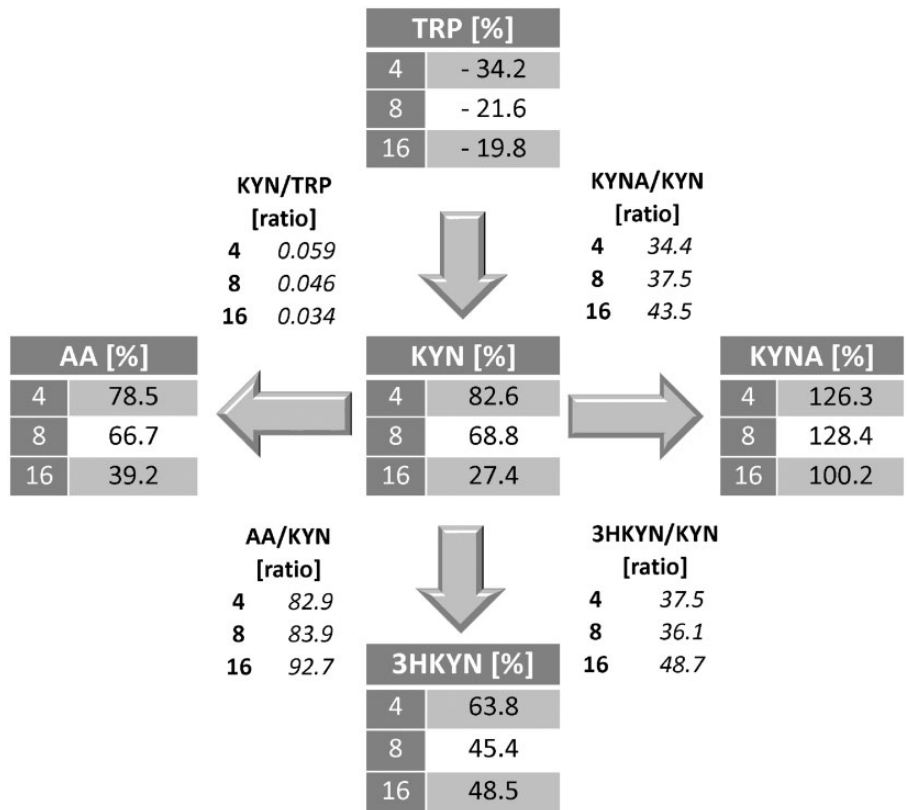 TRP [%]
4 - 34.2
8 - 21.6
16 - 19.8
KYN/TRP
[ratio]
4 0.059
8 0.046
16 0.034
KYNA/KYN
[ratio]
4 34.4
8 37.5
16 43.5
AA [%]
4 78.5
8 66.7
16 39.2
KYN [%]
4 82.6
8 68.8
16 27.4
KYNA [%]
4 126.3
8 128.4
16 100.2
AA/KYN
[ratio]
4 82.9
8 83.9
16 92.7
3HKYN/KYN
[ratio]
4 37.5
8 36.1
16 48.7
3HKYN [%]
4 63.8
8 45.4
16 48.5